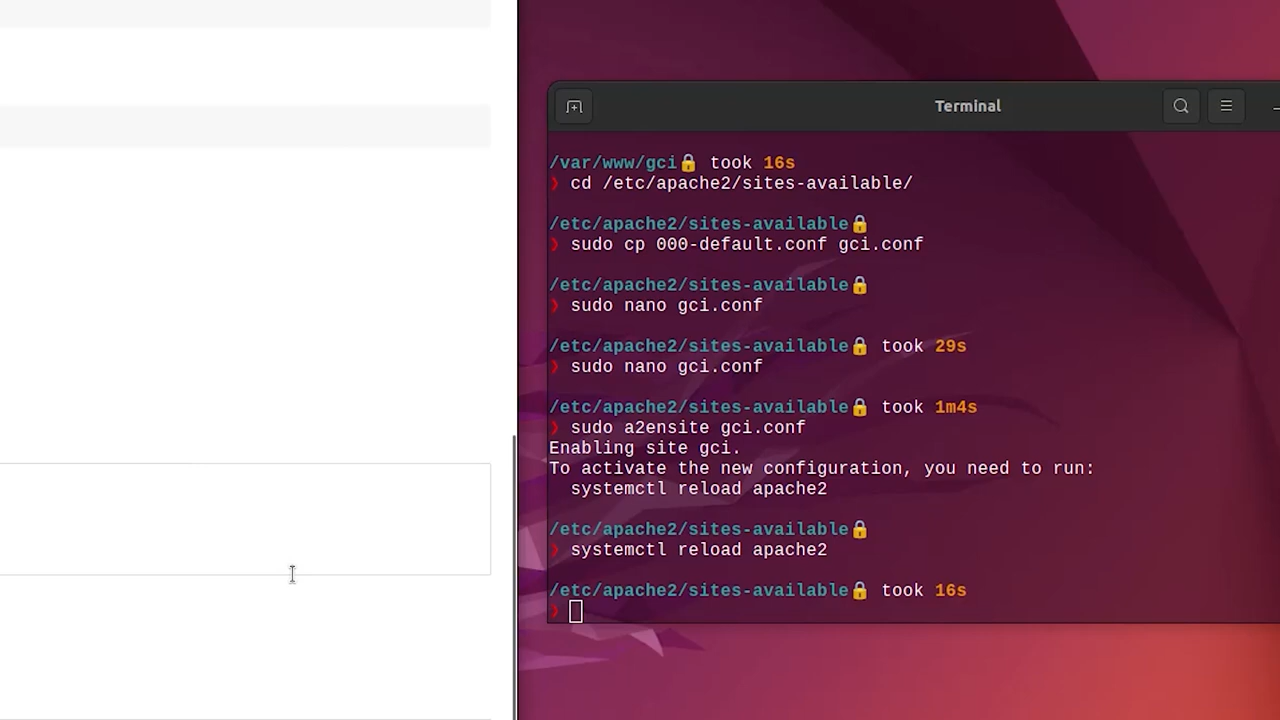 Terminal
/var/www/gci🔒 took 16s
❯ cd /etc/apache2/sites-available/
/etc/apache2/sites-available🔒
❯ sudo cp 000-default.conf gci.conf
/etc/apache2/sites-available🔒
❯ sudo nano gci.conf
/etc/apache2/sites-available🔒 took 29s
❯ sudo nano gci.conf
/etc/apache2/sites-available🔒 took 1m4s
❯ sudo a2ensite gci.conf
Enabling site gci.
To activate the new configuration, you need to run:
systemctl reload apache2
/etc/apache2/sites-available🔒
❯ systemctl reload apache2
/etc/apache2/sites-available🔒 took 16s
❯